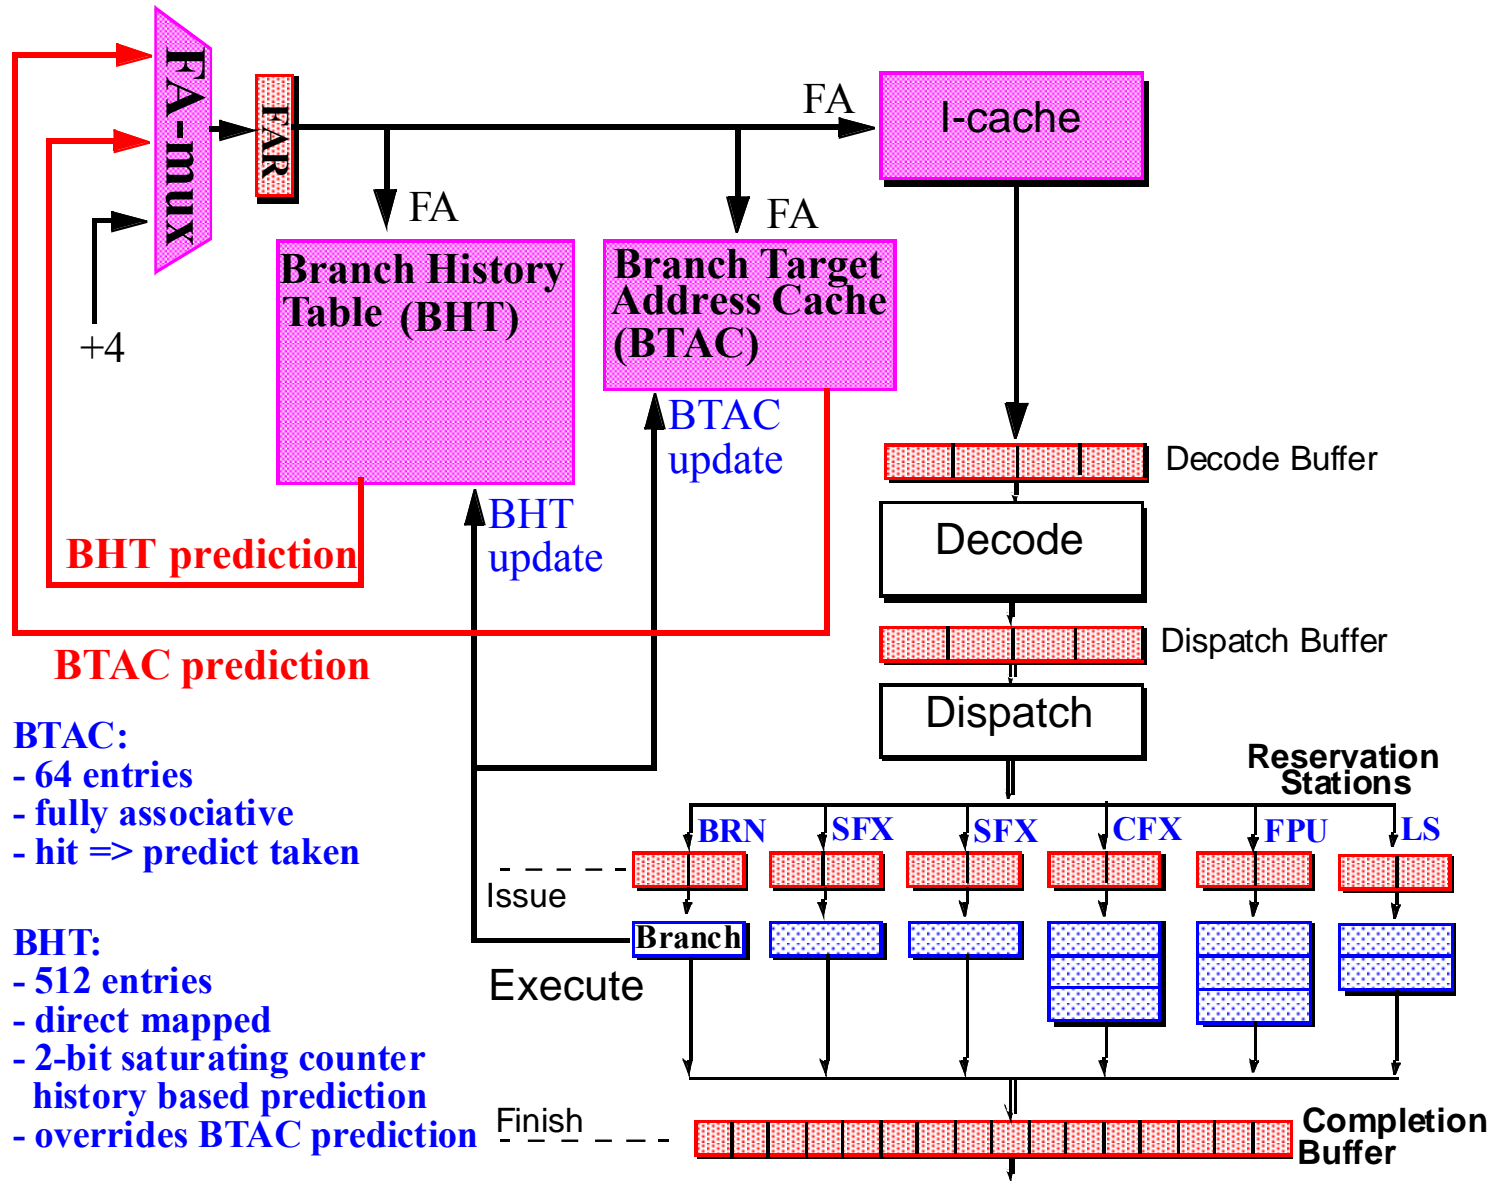 FA-mux
FAR
FA
I-cache
FA
FA
Branch History
Table (BHT)
Branch Target
Address Cache
(BTAC)
+4
BTAC
update
Decode Buffer
BHT
update
Decode
BHT prediction
Dispatch Buffer
BTAC prediction
Dispatch
BTAC:
- 64 entries
- fully associative
- hit => predict taken
Reservation
Stations
BRN
SFX
SFX
CFX
FPU
LS
Issue
Branch
Execute
BHT:
- 512 entries
- direct mapped
- 2-bit saturating counter
history based prediction
- overrides BTAC prediction
Finish
Completion
Buffer